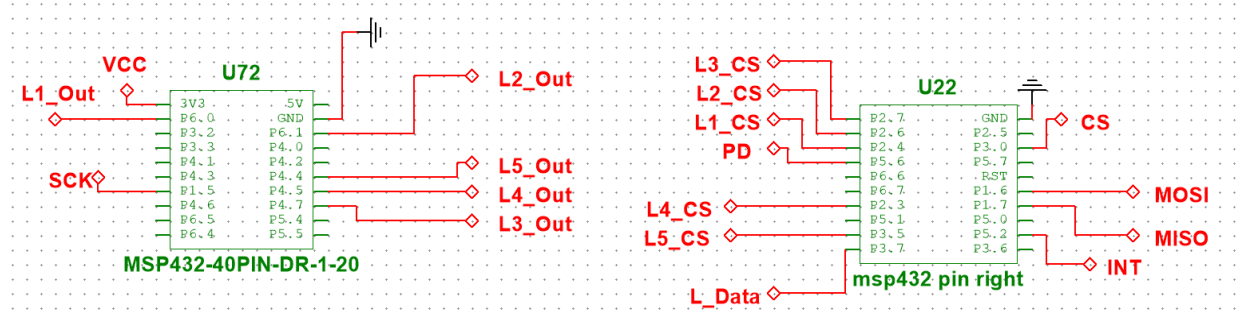 VCC
U72
L1_Out
3V3 5V
P6.0 GND
P3.2 P6.1
P3.3 P4.0
P4.1 P4.2
P4.3 P4.4
P1.5 P4.5
P4.6 P4.7
P6.5 P5.4
P6.4 P5.5
SCK
L2_Out
L5_Out
L4_Out
L3_Out
MSP432-40PIN-DR-1-20
L3_CS
L2_CS
L1_CS
PD
L4_CS
L5_CS
L_Data
U22
P2.7 GND
P2.6 P2.5
P2.4 P3.0
P5.6 P5.7
P6.6 RST
P6.7 P1.6
P2.3 P1.7
P5.1 P5.0
P3.5 P5.2
P3.7 P3.6
CS
MOSI
MISO
INT
msp432 pin right